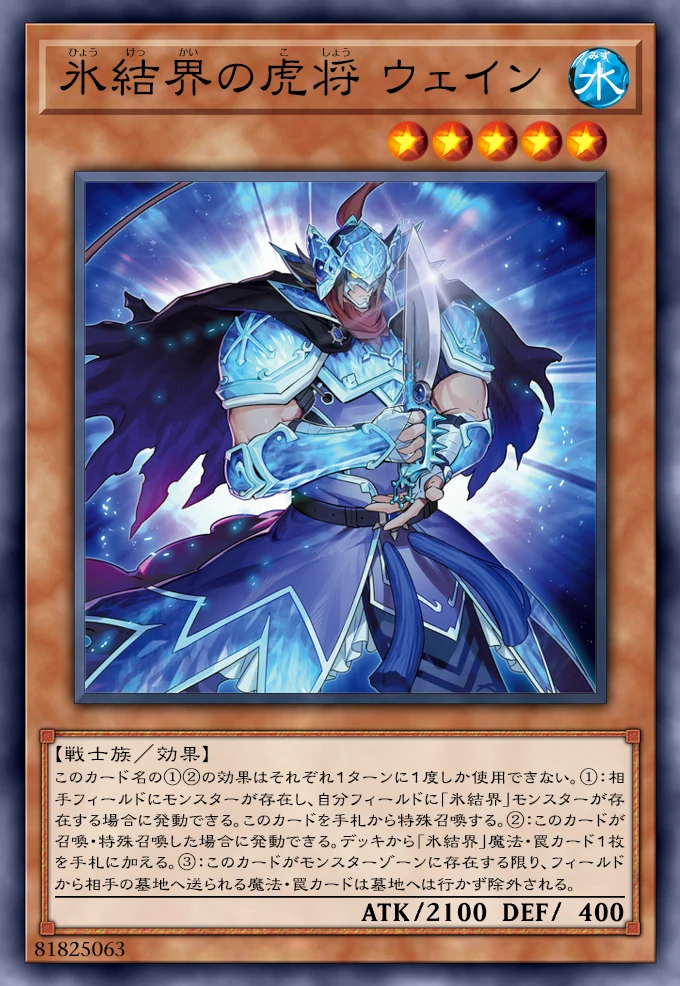 ひょう けっ かい こ しょう
氷結界の虎将 ウェイン
みず
水
【戦士族／効果】
このカード名の①②の効果はそれぞれ１ターンに１度しか使用できない。①：相
手フィールドにモンスターが存在し、自分フィールドに「氷結界」モンスターが存
在する場合に発動できる。このカードを手札から特殊召喚する。②：このカードが
召喚・特殊召喚した場合に発動できる。デッキから「氷結界」魔法・罠カード１枚
を手札に加える。③：このカードがモンスターゾーンに存在する限り、フィールド
から相手の墓地へ送られる魔法・罠カードは墓地へは行かず除外される。
ATK/2100 DEF/ 400
81825063